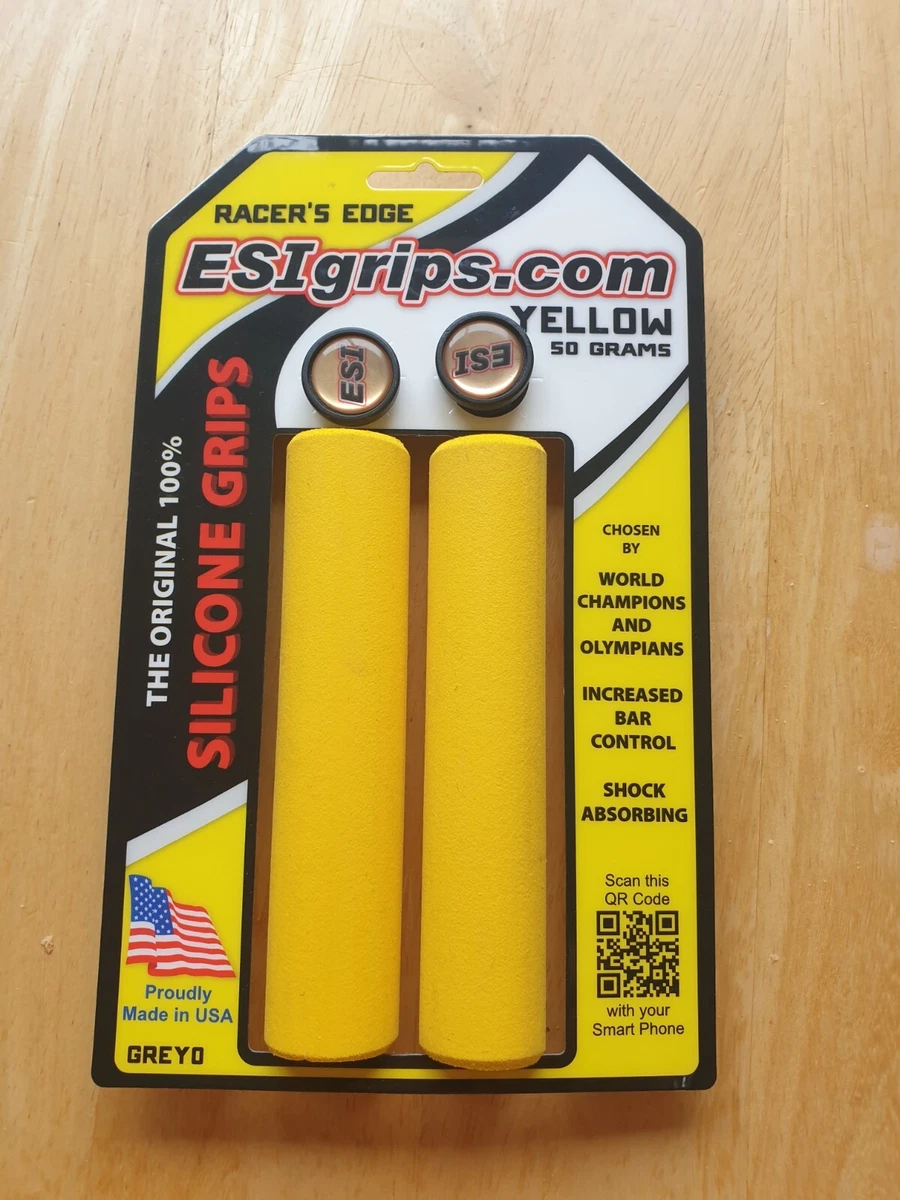 RACER'S EDGE
ESIgrips.com
YELLOW
50 GRAMS
ESI
ESI
THE ORIGINAL 100%
SILICONE GRIPS
CHOSEN
BY
WORLD
CHAMPIONS
AND
OLYMPIANS
INCREASED
BAR
CONTROL
SHOCK
ABSORBING
Scan this
QR Code
with your
Smart Phone
Proudly
Made in USA
GREYO